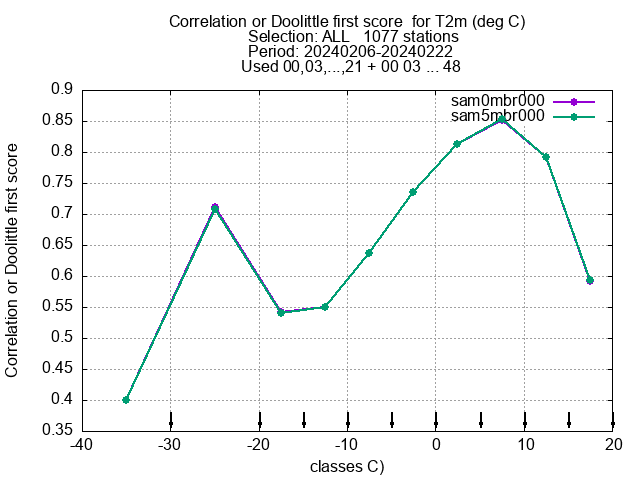 Correlation or Doolittle first score  for T2m (deg C)
Selection: ALL   1077 stations
Period: 20240206-20240222
Used 00,03,...,21 + 00 03 ... 48
sam0mbr000
sam5mbr000
Correlation or Doolittle first score
0.9
0.85
0.8
0.75
0.7
0.65
0.6
0.55
0.5
0.45
0.4
0.35
-40 -30 -20 -10 0 10 20
classes C)